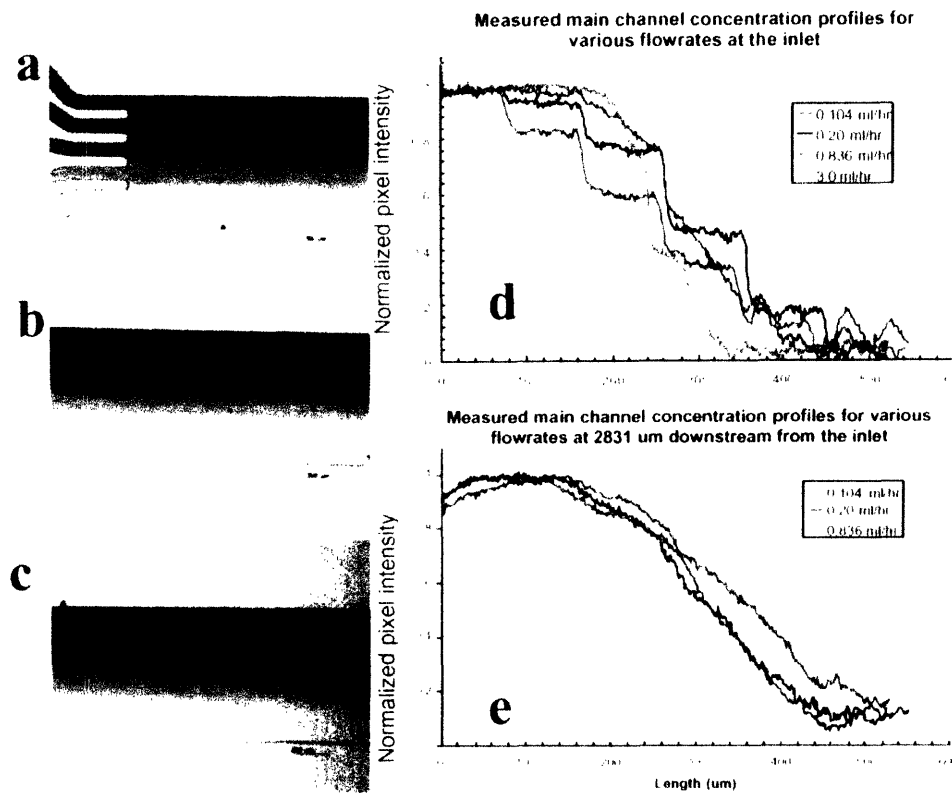 Measured main channel concentration profiles for
various flowrates at the inlet
a
Normalized pixel intensity
0.104 ml/hr
0.20 ml/hr
0.836 ml/hr
3.0 ml/hr
b
d
200
400
Measured main channel concentration profiles for various
flowrates at 2831 um downstream from the inlet
c
Normalized pixel intensity
0.104 ml/hr
0.20 ml/hr
0.836 ml/hr
e
Length (um)